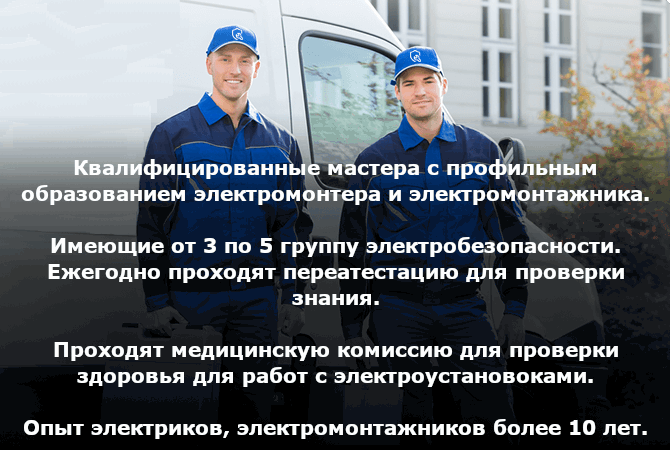 Квалифицированные мастера с профильным
образованием электромонтера и электромонтажника.
Имеющие от 3 по 5 группу электробезопасности.
Ежегодно проходят переатестацию для проверки
знания.
Проходят медицинскую комиссию для проверки
здоровья для работ с электроустановоками.
Опыт электриков, электромонтажников более 10 лет.